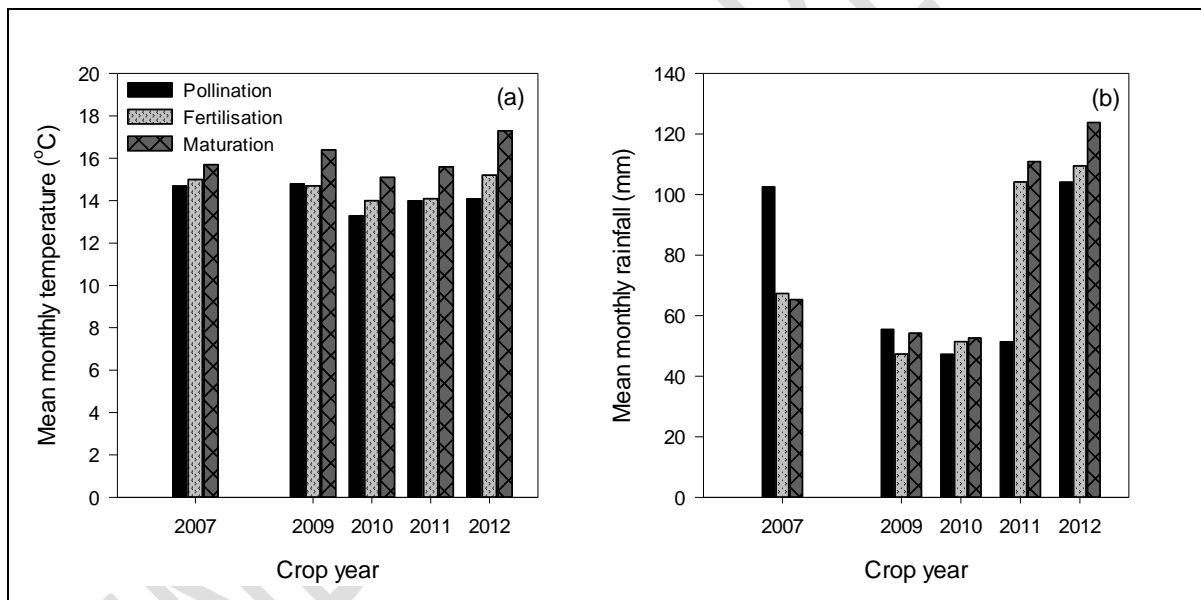 (a)
Pollination
Fertilisation
Maturation
Mean monthly temperature (°C)
20
18
16
14
12
10
8
6
4
2
0
2007 2009 2010 2011 2012
Crop year
(b)
Mean monthly rainfall (mm)
140
120
100
80
60
40
20
0
2007 2009 2010 2011 2012
Crop year